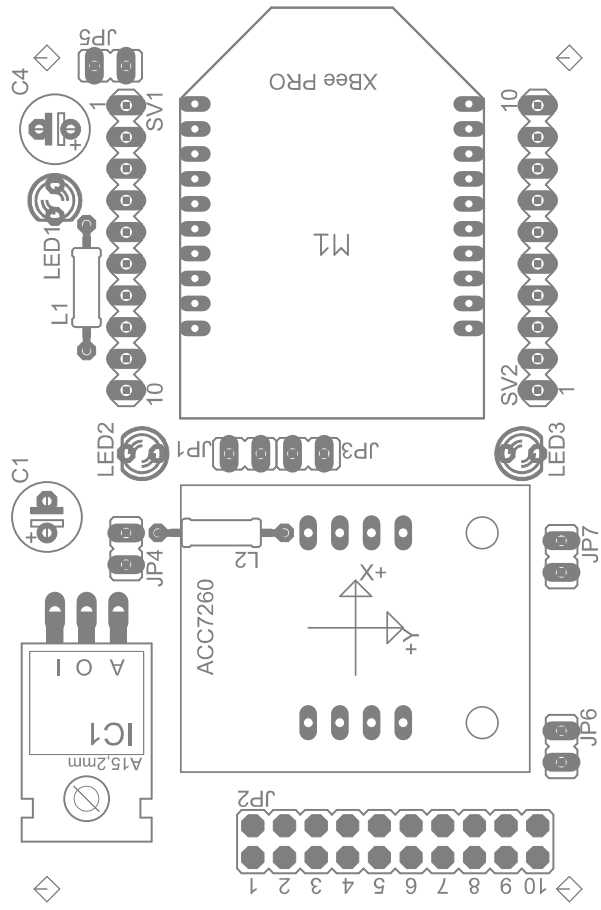 JP5
C4
1
SV1
XBee PRO
10
LED1
M1
L1
10
SV2
1
LED2
JP1
JP3
LED3
C1
JP4
L2
JP7
+X
ACC7260
+Y
A O I
IC1
A15,2mm
JP6
JP2
1 2 3 4 5 6 7 8 9 10